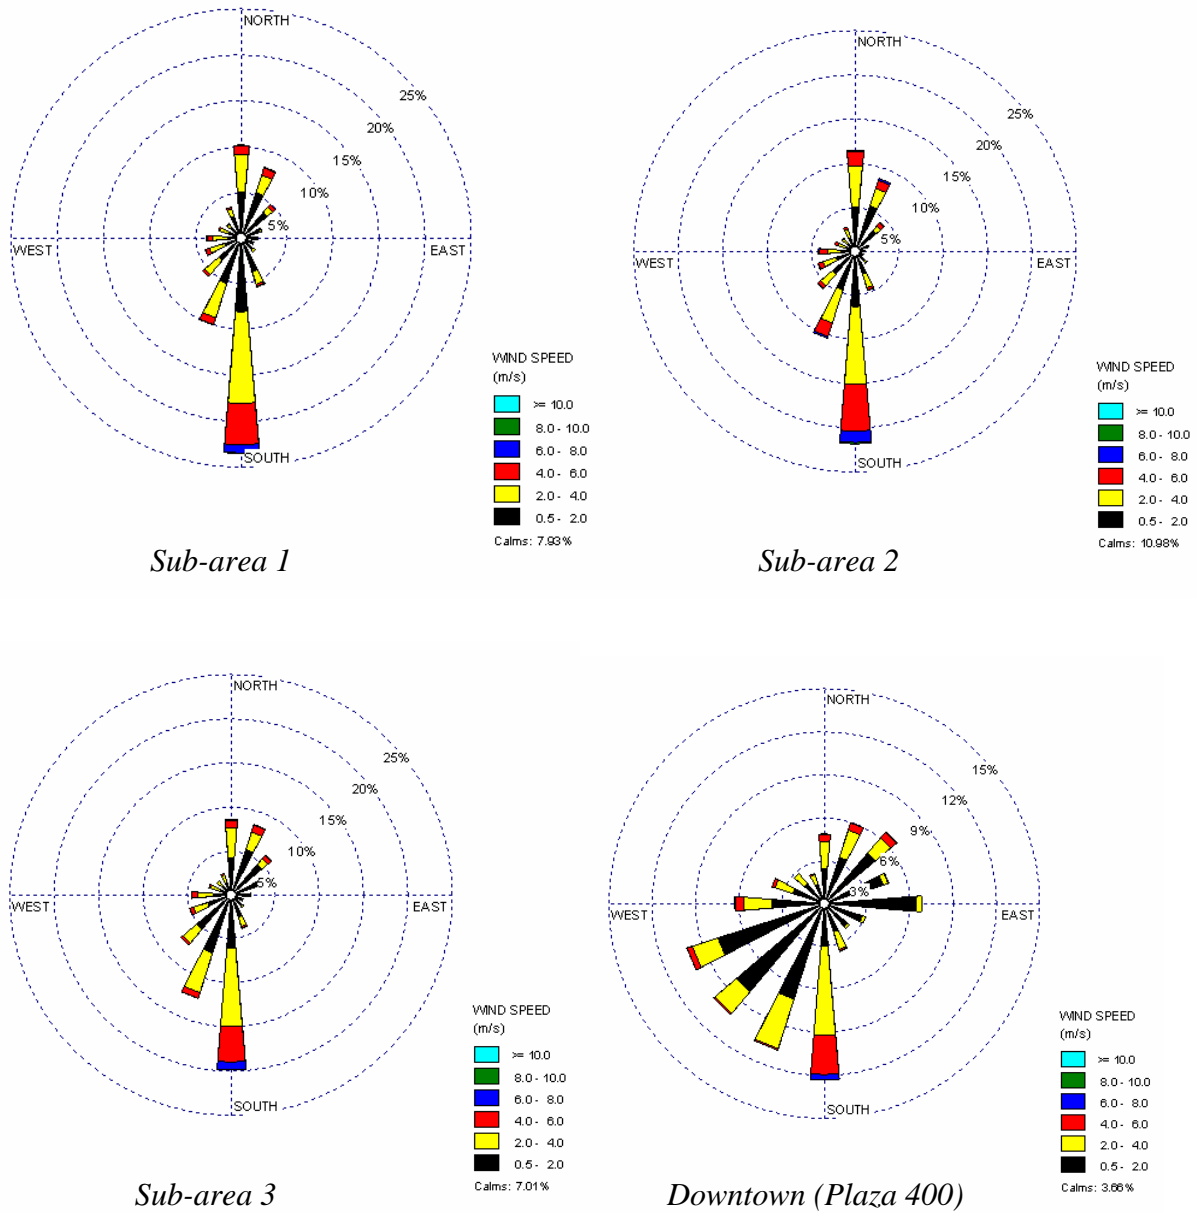 NORTH
25%
20%
15%
10%
5%
WEST
EAST
SOUTH
WIND SPEED
(m/s)
>= 10.0
8.0 - 10.0
6.0 - 8.0
4.0 - 6.0
2.0 - 4.0
0.5 - 2.0
Calms: 7.93%
Sub-area 1
NORTH
25%
20%
15%
10%
5%
WEST
EAST
SOUTH
WIND SPEED
(m/s)
>= 10.0
8.0 - 10.0
6.0 - 8.0
4.0 - 6.0
2.0 - 4.0
0.5 - 2.0
Calms: 10.98%
Sub-area 2
NORTH
25%
20%
15%
10%
5%
WEST
EAST
SOUTH
WIND SPEED
(m/s)
>= 10.0
8.0 - 10.0
6.0 - 8.0
4.0 - 6.0
2.0 - 4.0
0.5 - 2.0
Calms: 7.01%
Sub-area 3
NORTH
15%
12%
9%
6%
3%
WEST
EAST
SOUTH
WIND SPEED
(m/s)
>= 10.0
8.0 - 10.0
6.0 - 8.0
4.0 - 6.0
2.0 - 4.0
0.5 - 2.0
Calms: 3.66%
Downtown (Plaza 400)